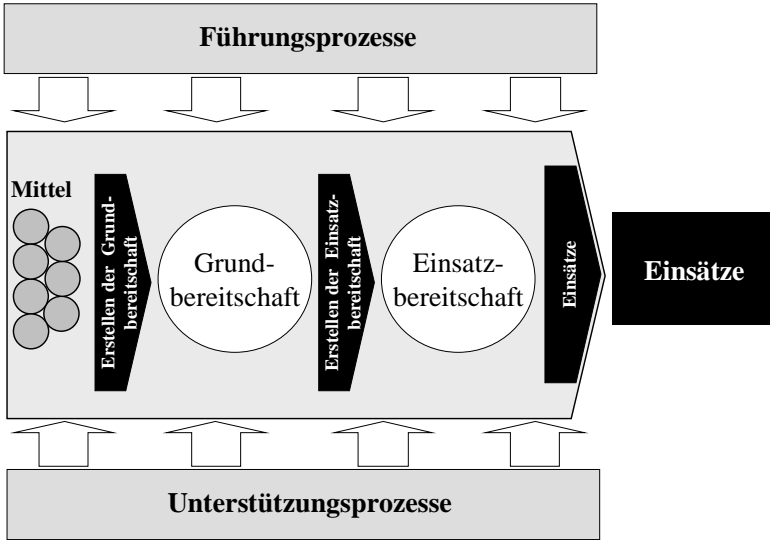 Führungsprozesse
Mittel
Erstellen der Grund-
bereitschaft
Grund-
bereitschaft
Erstellen der Einsatz-
bereitschaft
Einsatz-
bereitschaft
Einsätze
Einsätze
Unterstützungsprozesse